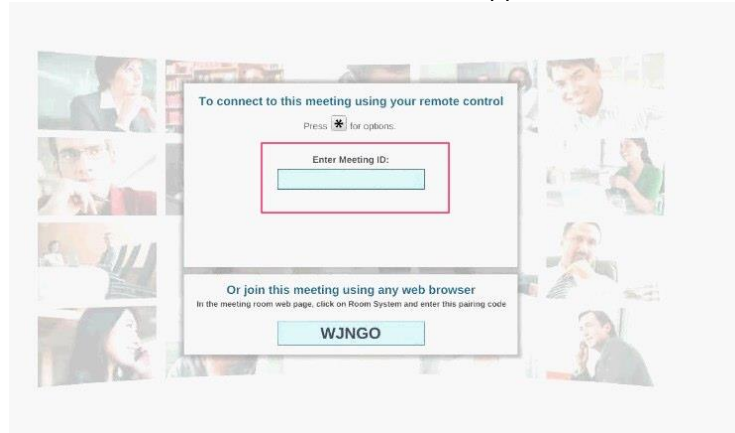 To connect to this meeting using your remote control
Press * for options.
Enter Meeting ID:
Or join this meeting using any web browser
In the meeting room web page, click on Room System and enter this pairing code
WJNGO